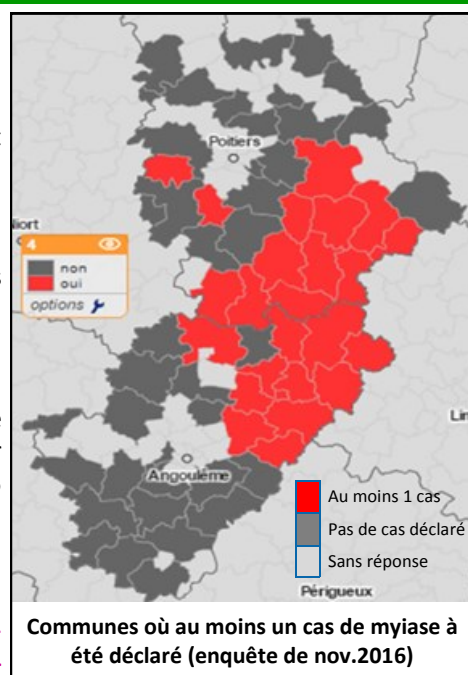 Poitiers
iort
4
non
oui
options
Angoulême
Lin
Au moins 1 cas
Pas de cas déclaré
Sans réponse
Périgueux
Communes où au moins un cas de myiase à
été déclaré (enquête de nov.2016)